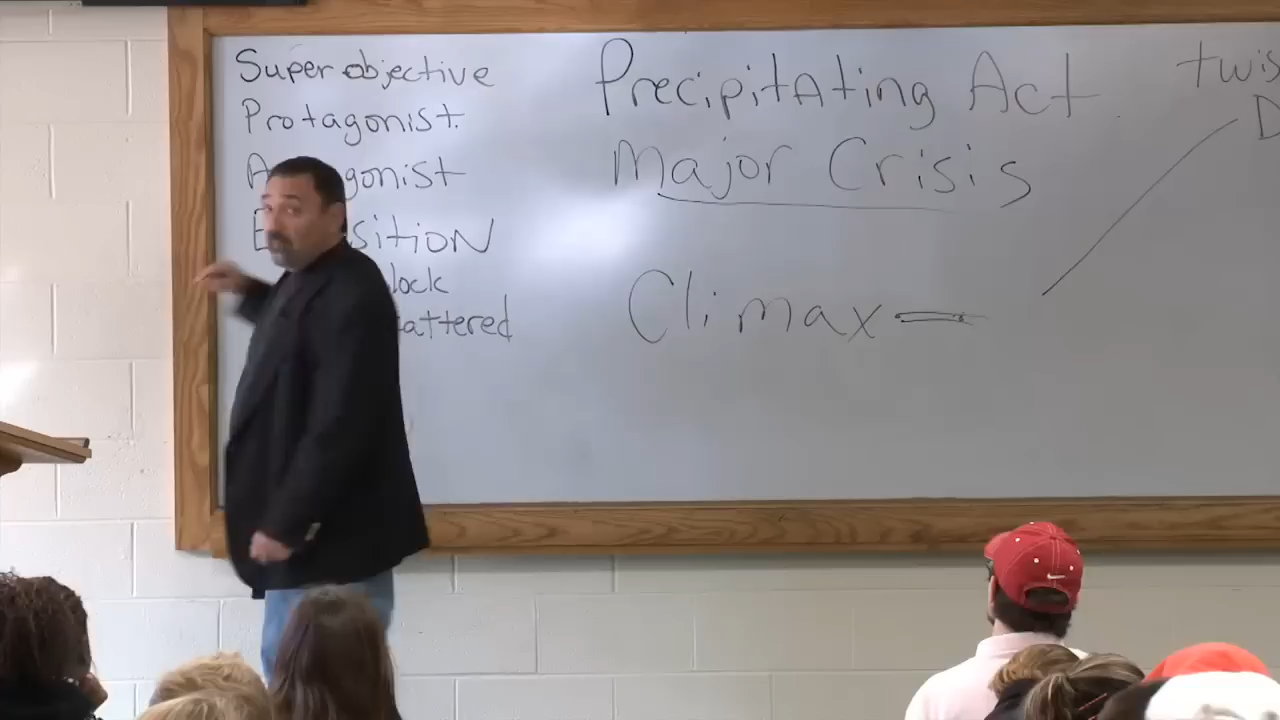 Super objective
Protagonist.
gonist
sition
lock
attered
Precipitating Act
Major Crisis
Climax =
twis
D